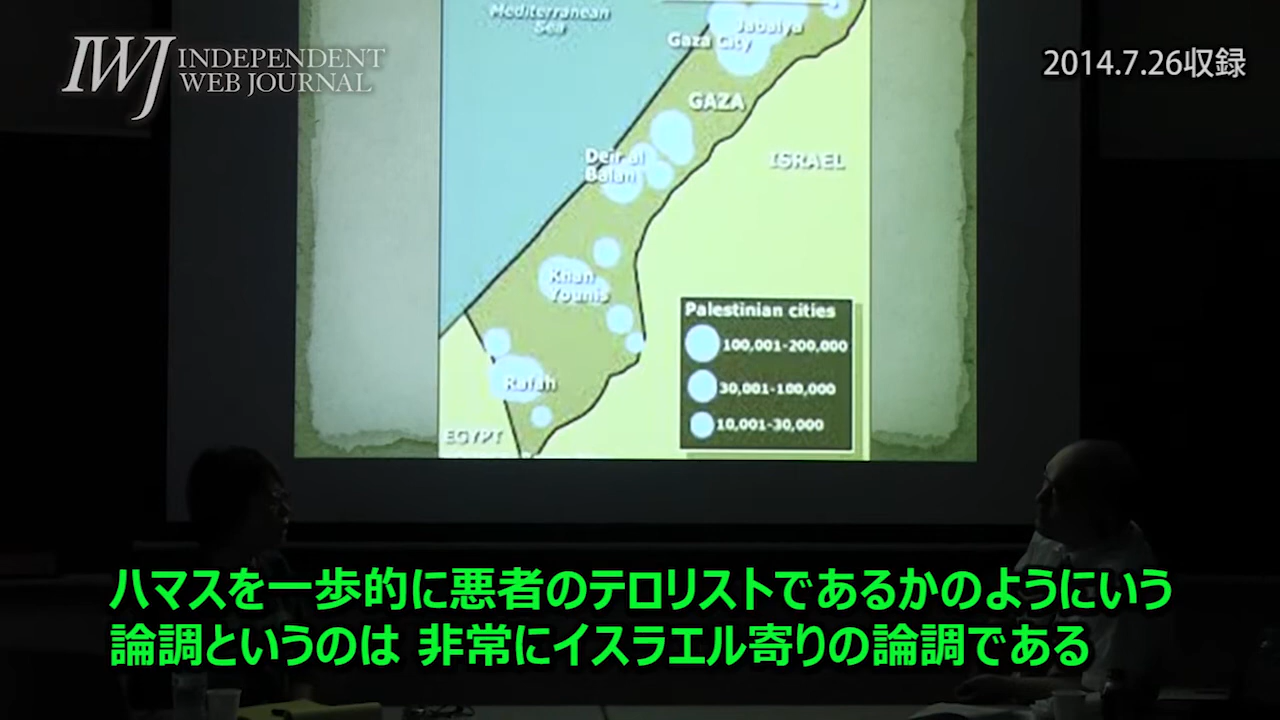 IWJ INDEPENDENT
WEB JOURNAL
2014.7.26収録
Mediterranean
Sea
Jabalya
Gaza City
GAZA
ISRAEL
Deir al
Balah
Khan
Younis
Rafah
EGYPT
Palestinian cities
100,001-200,000
30,001-100,000
10,001-30,000
ハマスを一歩的に悪者のテロリストであるかのようにいう
論調というのは 非常にイスラエル寄りの論調である